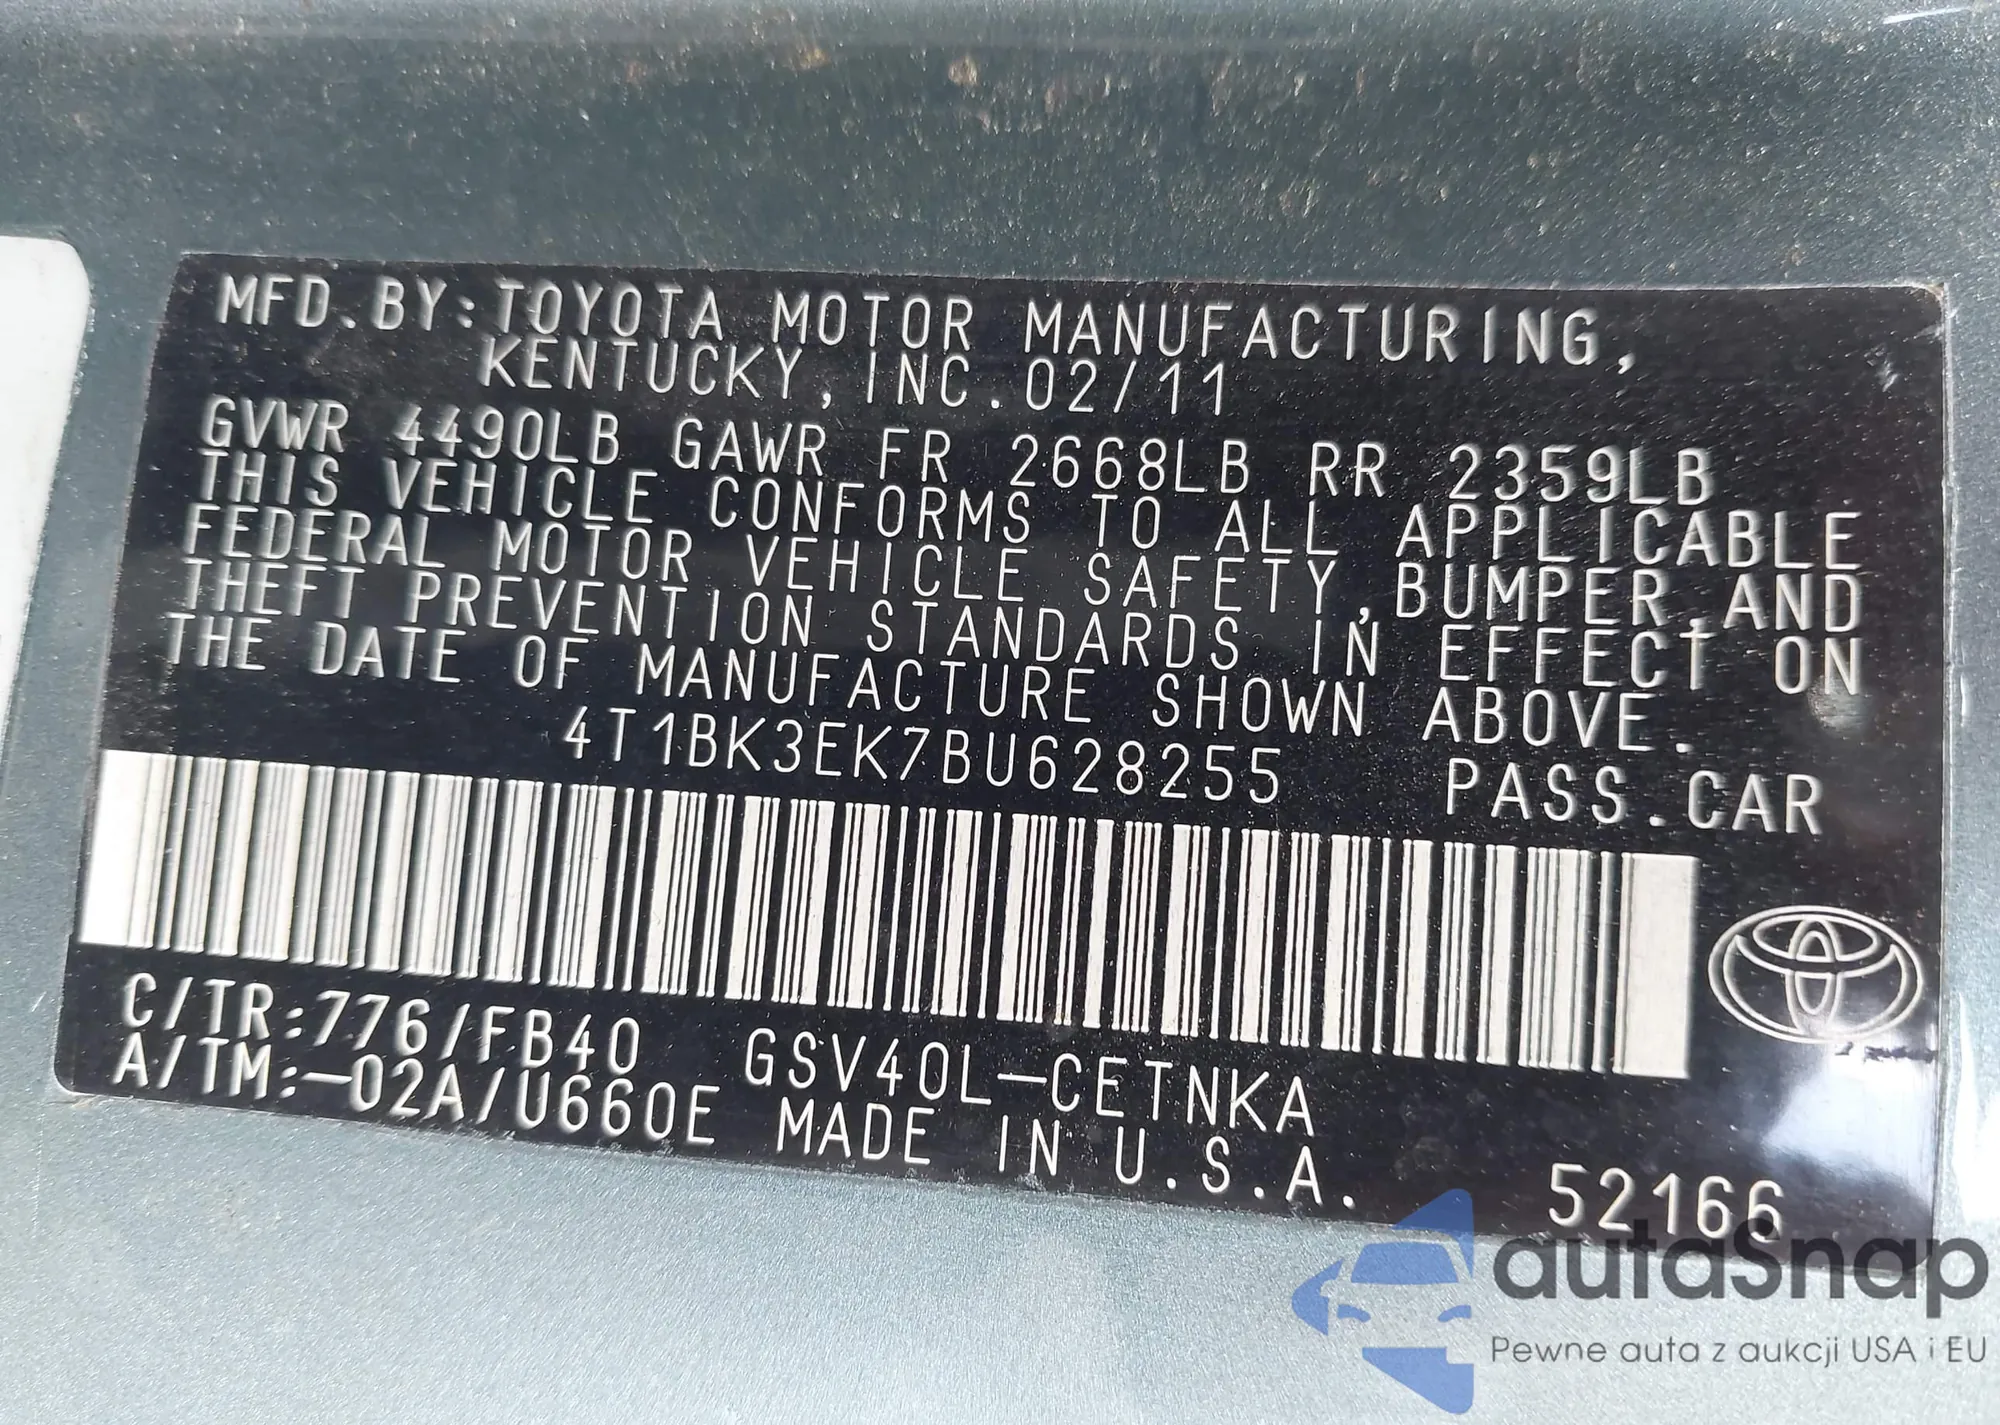 MFD.BY:TOYOTA MOTOR MANUFACTURING,
KENTUCKY, INC.02/11
GVWR 4490LB GAWR FR 2668LB RR 2359LB
THIS VEHICLE CONFORMS TO ALL APPLICABLE
FEDERAL MOTOR VEHICLE SAFETY,BUMPER,AND
THEFT PREVENTION STANDARDS IN EFFECT ON
THE DATE OF MANUFACTURE SHOWN ABOVE.
4T1BK3EK7BU628255 PASS.CAR
C/TR:776/FB40 GSV40L-CETNKA
A/TM:-02A/U660E MADE IN U.S.A.
52166
autaSnap
Pewne auta z aukcji USA i EU